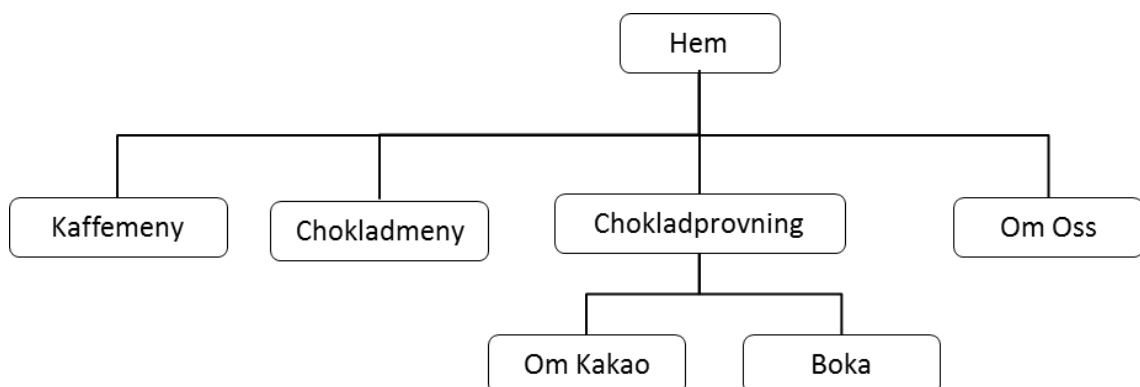 Hem
Kaffemeny
Chokladmeny
Chokladprovning
Om Oss
Om Kakao
Boka